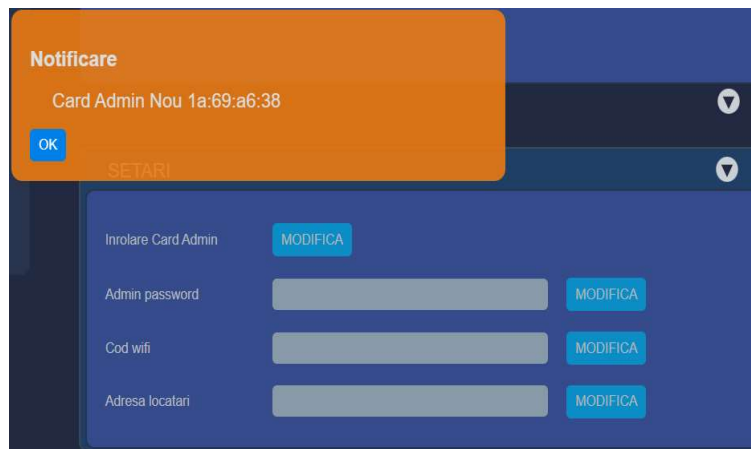 Notificare
Card Admin Nou 1a:69:a6:38
OK
SETARI
Inrolare Card Admin MODIFICA
Admin password MODIFICA
Cod wifi MODIFICA
Adresa locatari MODIFICA